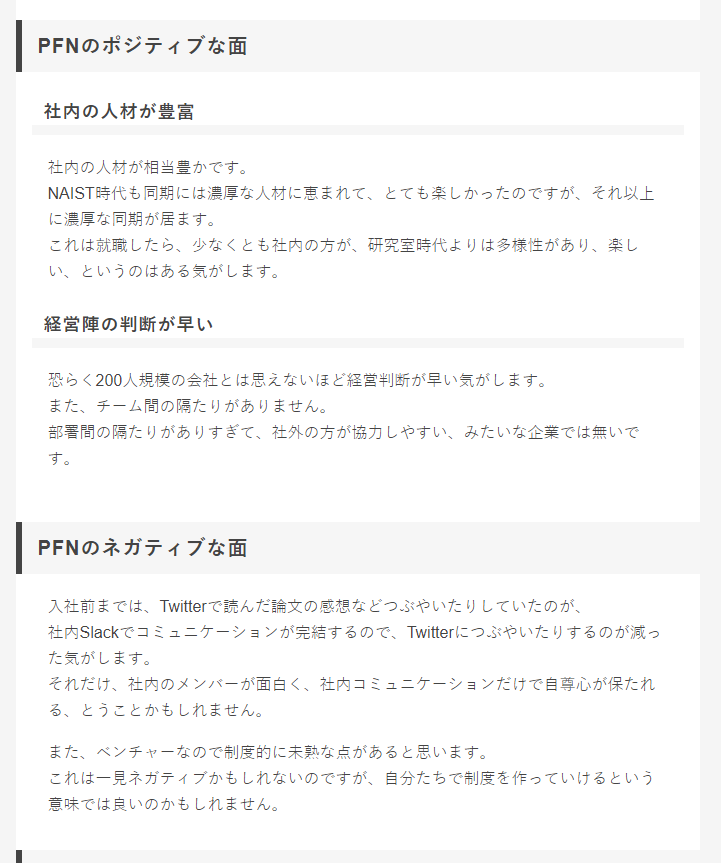 PFNのポジティブな面
社内の人材が豊富
社内の人材が相当豊かです。
NAIST時代も同期には濃厚な人材に恵まれて、とても楽しかったのですが、それ以上
に濃厚な同期が居ます。
これは就職したら、少なくとも社内の方が、研究室時代よりは多様性があり、楽し
い、というのはある気がします。
経営陣の判断が早い
恐らく200人規模の会社とは思えないほど経営判断が早い気がします。
また、チーム間の隔たりがありません。
部署間の隔たりがありすぎて、社外の方が協力しやすい、みたいな企業では無いで
す。
PFNのネガティブな面
入社前までは、Twitterで読んだ論文の感想などつぶやいたりしていたのが、
社内Slackでコミュニケーションが完結するので、Twitterにつぶやいたりするのが減っ
た気がします。
それだけ、社内のメンバーが面白く、社内コミュニケーションだけで自尊心が保たれ
る、とうことかもしれません。
また、ベンチャーなので制度的に未熟な点があると思います。
これは一見ネガティブかもしれないのですが、自分たちで制度を作っていけるという
意味では良いのかもしれません。